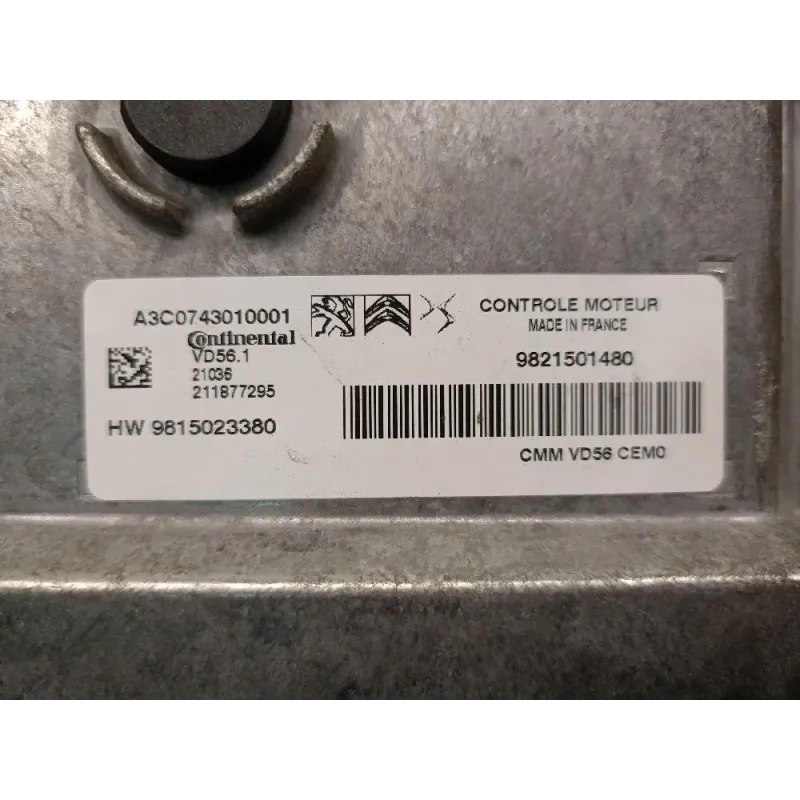 A3C0743010001
Continental
VD56.1
21036
211877295
HW 9815023380
CONTROLE MOTEUR
MADE IN FRANCE
9821501480
CMM VD56 CEM0